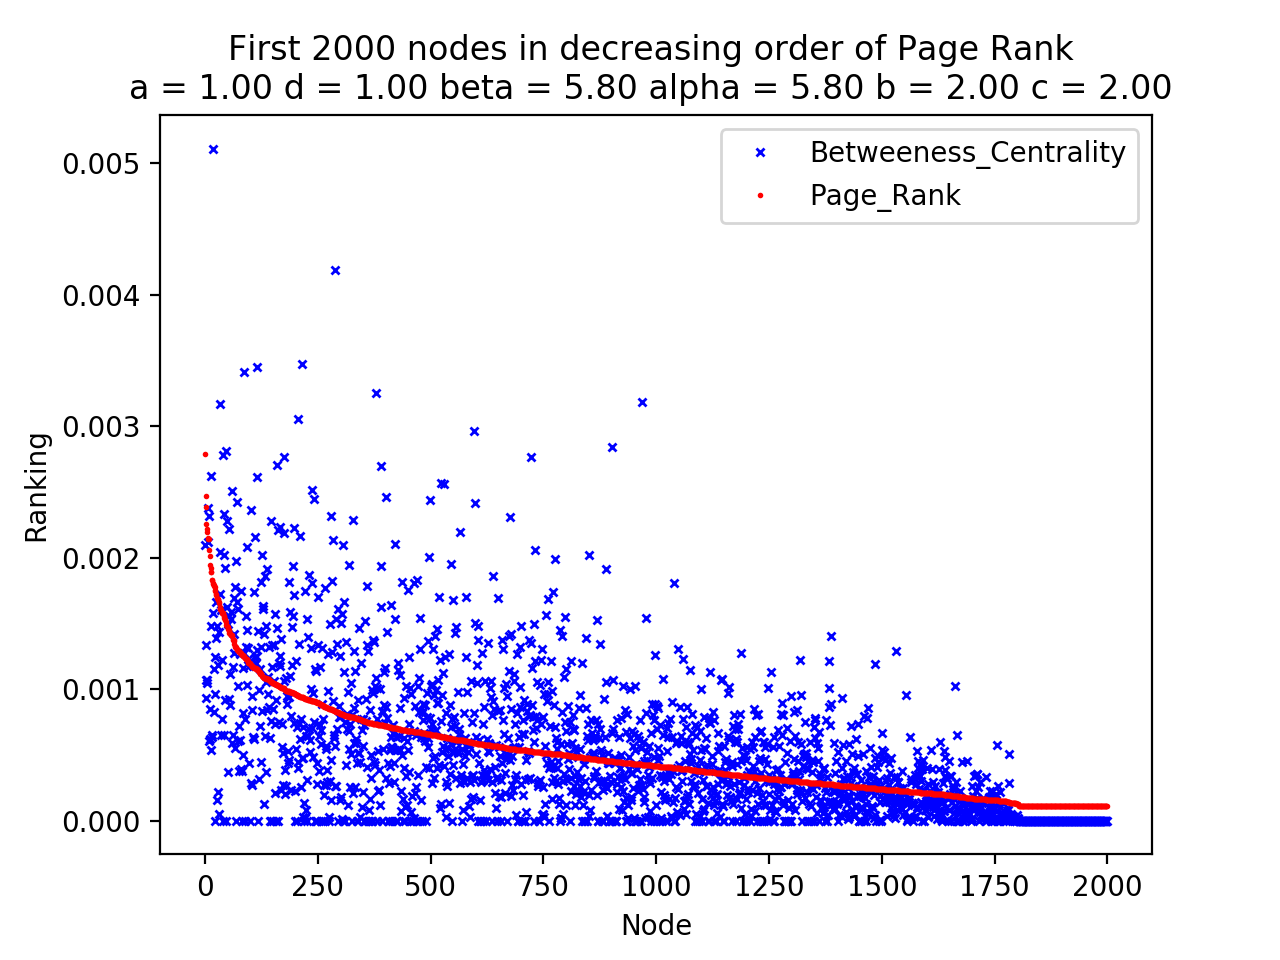 First 2000 nodes in decreasing order of Page Rank
a = 1.00 d = 1.00 beta = 5.80 alpha = 5.80 b = 2.00 c = 2.00
Betweeness_Centrality
Page_Rank
0.005
0.004
0.003
0.002
0.001
0.000
Ranking
0 250 500 750 1000 1250 1500 1750 2000
Node